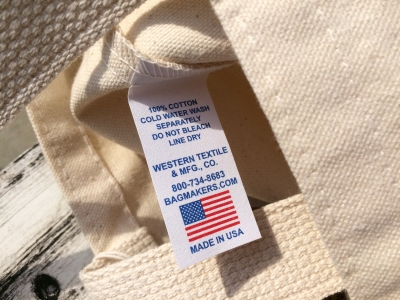 100% COTTON
COLD WATER WASH
SEPARATELY
DO NOT BLEACH
LINE DRY
WESTERN TEXTILE
& MFG., CO.
800-734-8683
BAGMAKERS.COM
MADE IN USA